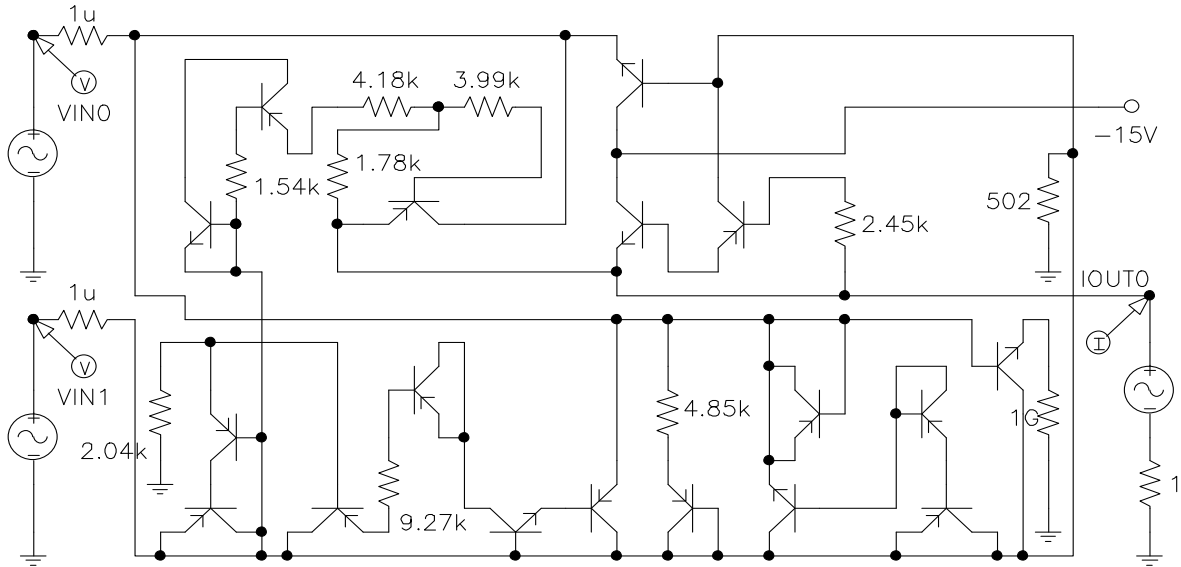 1u
V
VIN0
4.18k
3.99k
1.54k
1.78k
−15V
502
2.45k
IOUT0
I
1u
V
VIN1
2.04k
9.27k
4.85k
1G
1